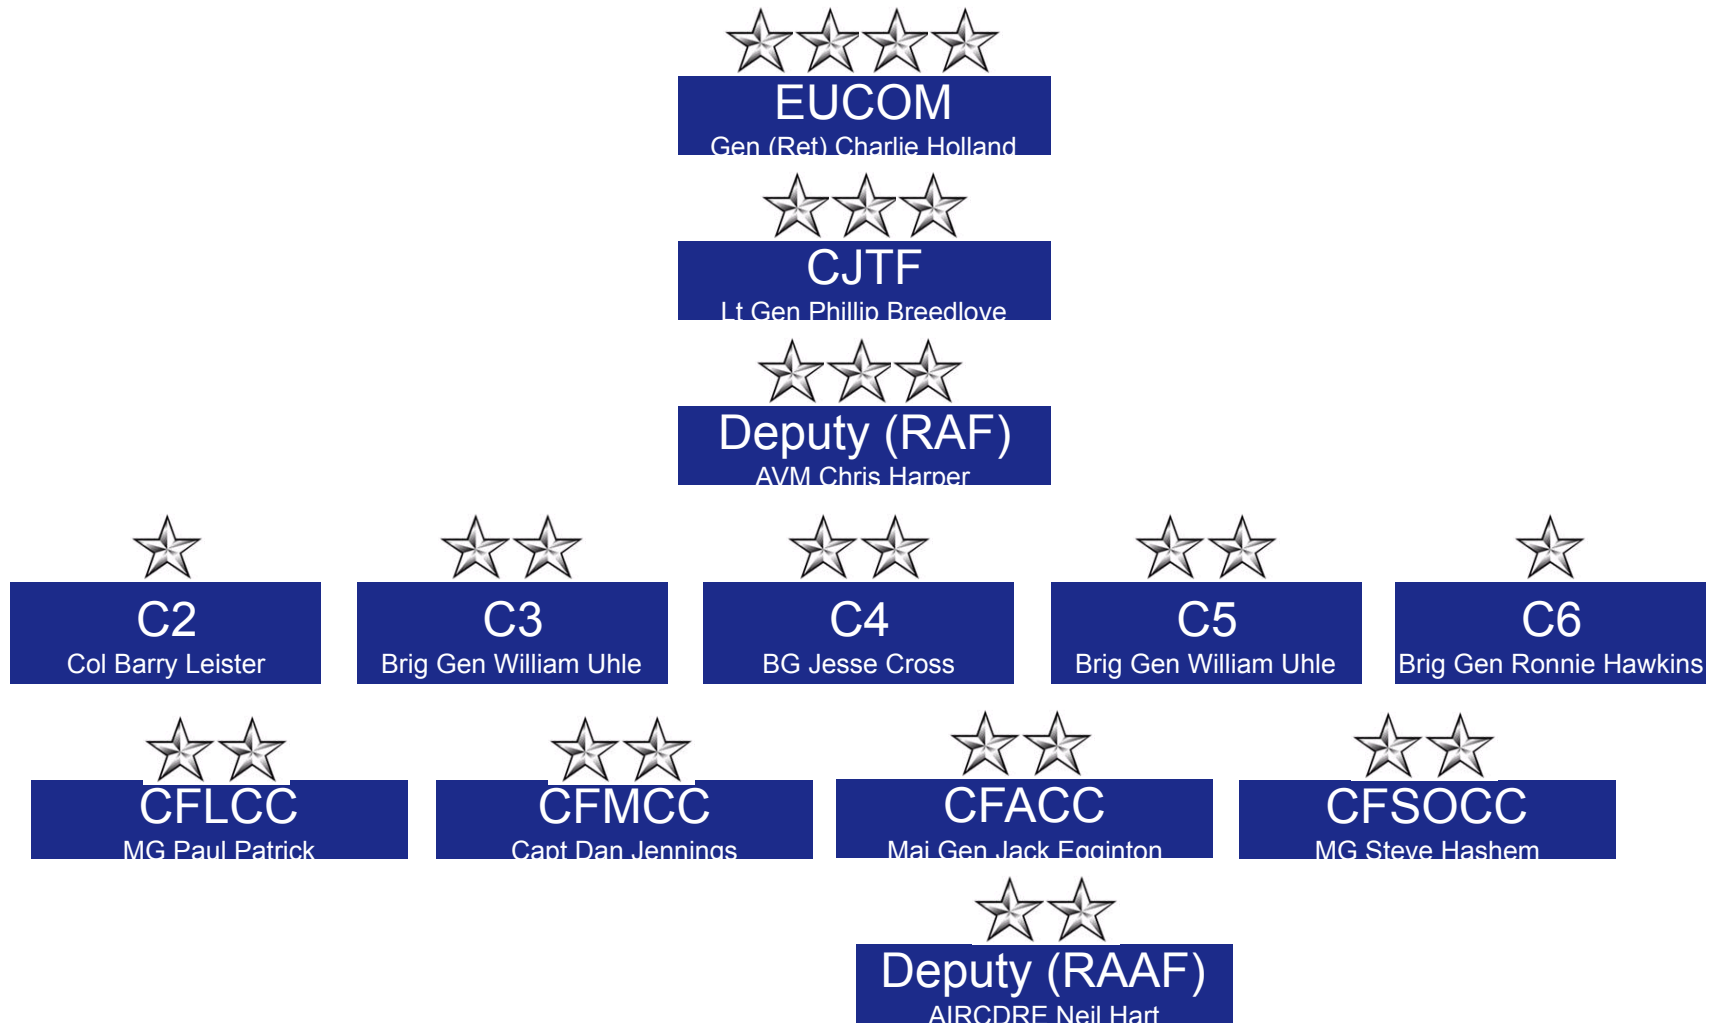 EUCOM
Gen (Ret) Charlie Holland
CJTF
Lt Gen Phillip Breedlove
Deputy (RAF)
AVM Chris Harper
C2
Col Barry Leister
C3
Brig Gen William Uhle
C4
BG Jesse Cross
C5
Brig Gen William Uhle
C6
Brig Gen Ronnie Hawkins
CFLCC
MG Paul Patrick
CFMCC
Capt Dan Jennings
CFACC
Maj Gen Jack Egginton
CFSOCC
MG Steve Hashem
Deputy (RAAF)
AIRCDRE Neil Hart